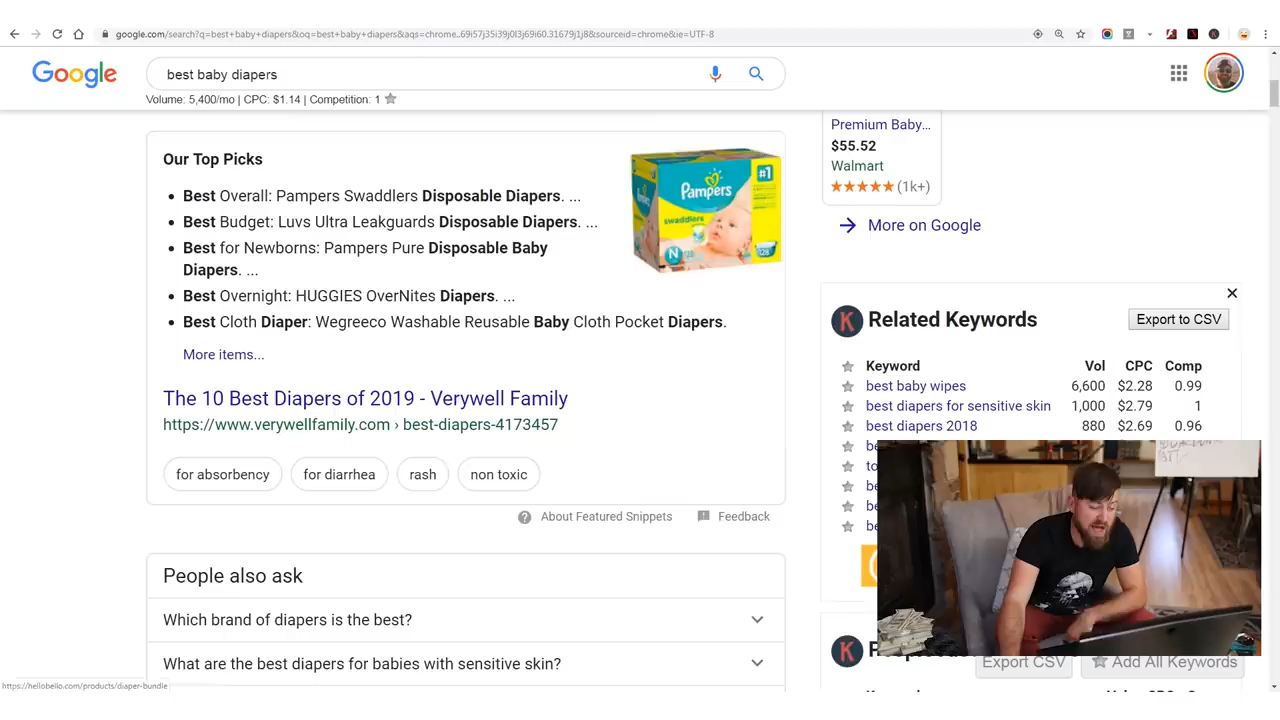 google.com/search?q=best+baby+diapers&oq=best+baby+diapers&aqs=chrome..69i57j35i39j0l3j69i60.31679j1j8&sourceid=chrome&ie=UTF-8
Google
best baby diapers
Volume: 5,400/mo | CPC: $1.14 | Competition: 1
Our Top Picks
Best Overall: Pampers Swaddlers Disposable Diapers. ...
Best Budget: Luvs Ultra Leakguards Disposable Diapers. ...
Best for Newborns: Pampers Pure Disposable Baby
Diapers. ...
Best Overnight: HUGGIES OverNites Diapers. ...
Best Cloth Diaper: Wegreeco Washable Reusable Baby Cloth Pocket Diapers.
More items...
#1
Pampers
swaddlers
N
The 10 Best Diapers of 2019 - Verywell Family
https://www.verywellfamily.com › best-diapers-4173457
for absorbency
for diarrhea
rash
non toxic
About Featured Snippets
Feedback
People also ask
Which brand of diapers is the best?
What are the best diapers for babies with sensitive skin?
https://hellobello.com/products/diaper-bundle
Premium Baby...
$55.52
Walmart
(1k+)
More on Google
K
Related Keywords
Export to CSV
Keyword Vol CPC Comp
best baby wipes 6,600 $2.28 0.99
best diapers for sensitive skin 1,000 $2.79 1
best diapers 2018 880 $2.69 0.96
K
Export CSV
Add All Keywords